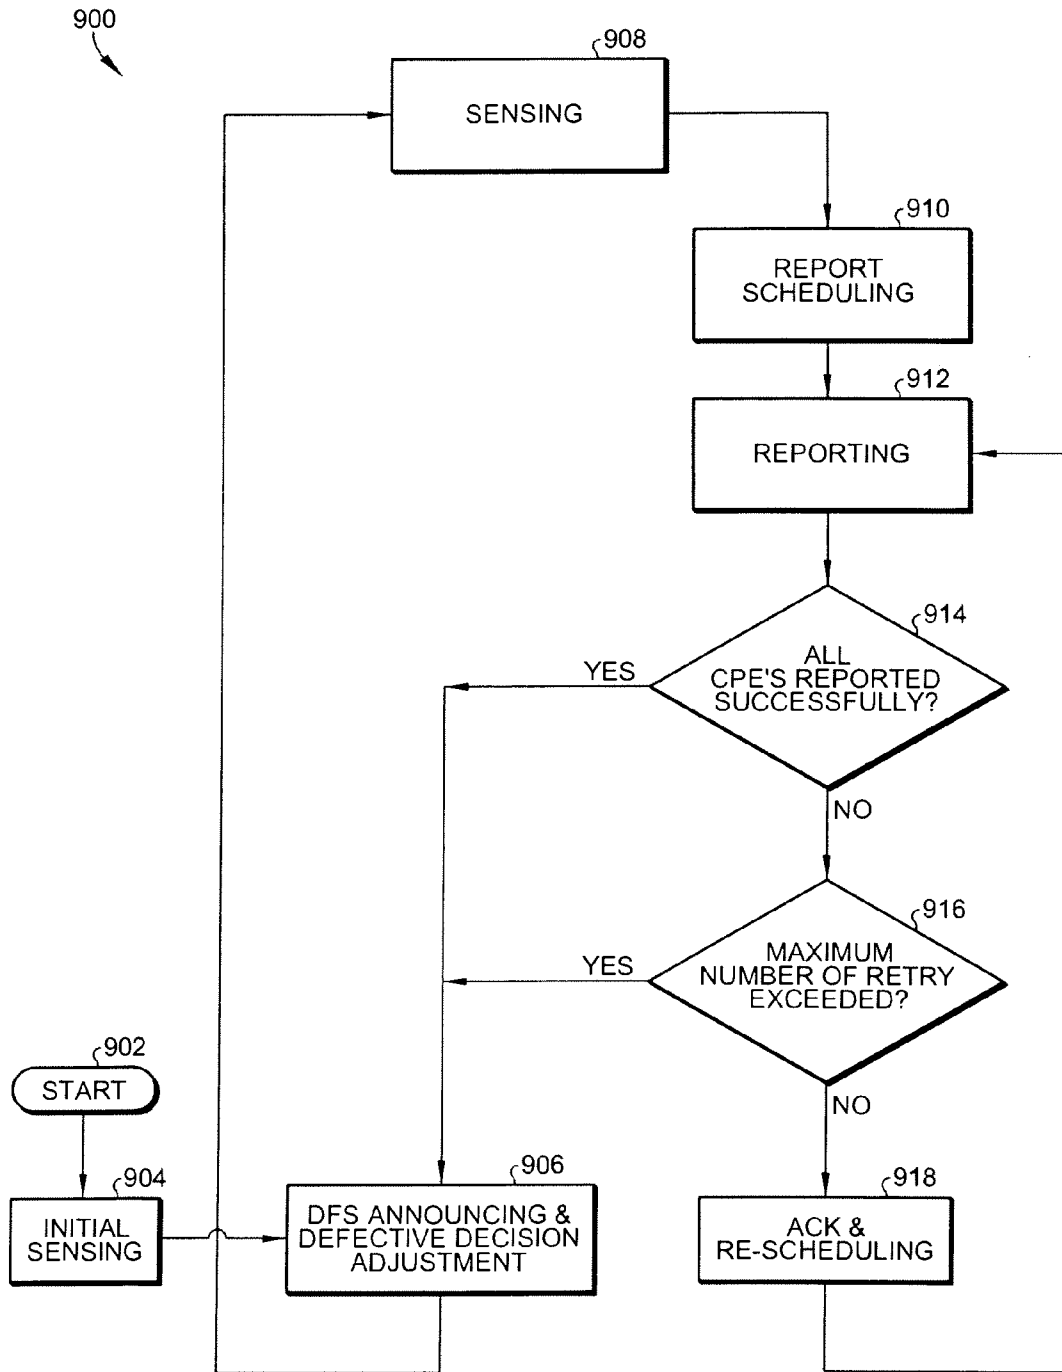 900
908
SENSING
910
REPORT
SCHEDULING
912
REPORTING
914
ALL
CPE'S REPORTED
SUCCESSFULLY?
YES
NO
916
MAXIMUM
NUMBER OF RETRY
EXCEEDED?
YES
NO
902
START
904
INITIAL
SENSING
906
DFS ANNOUNCING &
DEFECTIVE DECISION
ADJUSTMENT
918
ACK &
RE-SCHEDULING